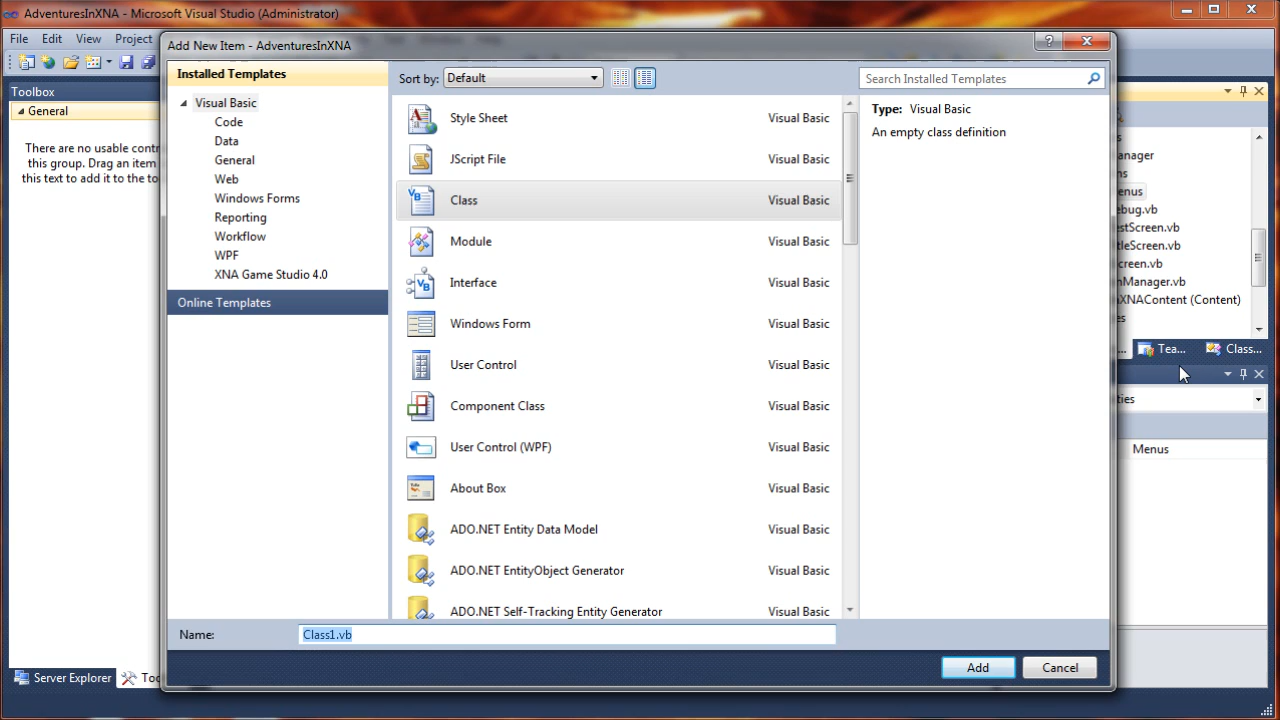 AdventuresInXNA - Microsoft Visual Studio (Administrator)
File Edit View Project
Add New Item - AdventuresInXNA
Toolbox
General
There are no usable contr
this group. Drag an item
this text to add it to the to
Server Explorer
Too
Installed Templates
Visual Basic
Code
Data
General
Web
Windows Forms
Reporting
Workflow
WPF
XNA Game Studio 4.0
Online Templates
Sort by: Default
Search Installed Templates
Style Sheet Visual Basic
JScript File Visual Basic
Class Visual Basic
Module Visual Basic
Interface Visual Basic
Windows Form Visual Basic
User Control Visual Basic
Component Class Visual Basic
User Control (WPF) Visual Basic
About Box Visual Basic
ADO.NET Entity Data Model Visual Basic
ADO.NET EntityObject Generator Visual Basic
ADO.NET Self-Tracking Entity Generator Visual Basic
Type: Visual Basic
An empty class definition
Name: Class1.vb
Add Cancel
s
anager
ns
enus
ebug.vb
stScreen.vb
tleScreen.vb
creen.vb
nManager.vb
nXNAContent (Content)
es
... Tea... Class...
ties
Menus